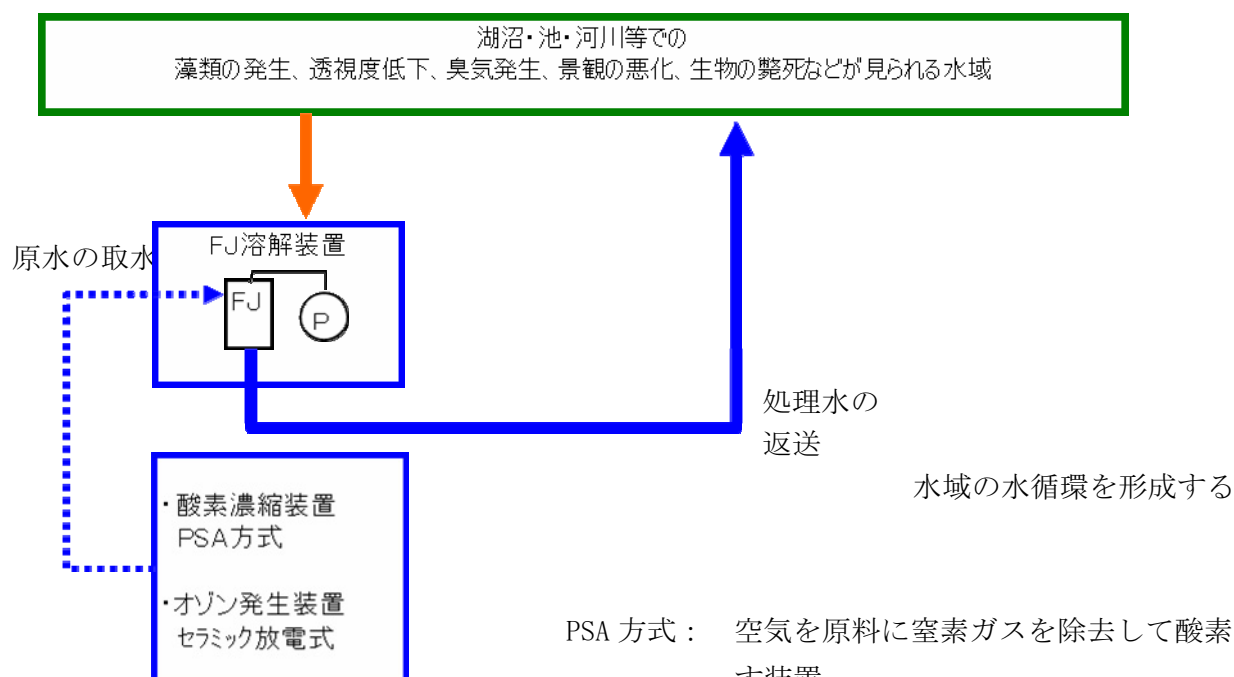 湖沼・池・河川等での
藻類の発生、透視度低下、臭気発生、景観の悪化、生物の斃死などが見られる水域
原水の取水
FJ溶解装置
FJ
P
処理水の
返送
水域の水循環を形成する
・酸素濃縮装置
PSA方式
・オゾン発生装置
セラミック放電式
PSA 方式： 空気を原料に窒素ガスを除去して酸素
す装置